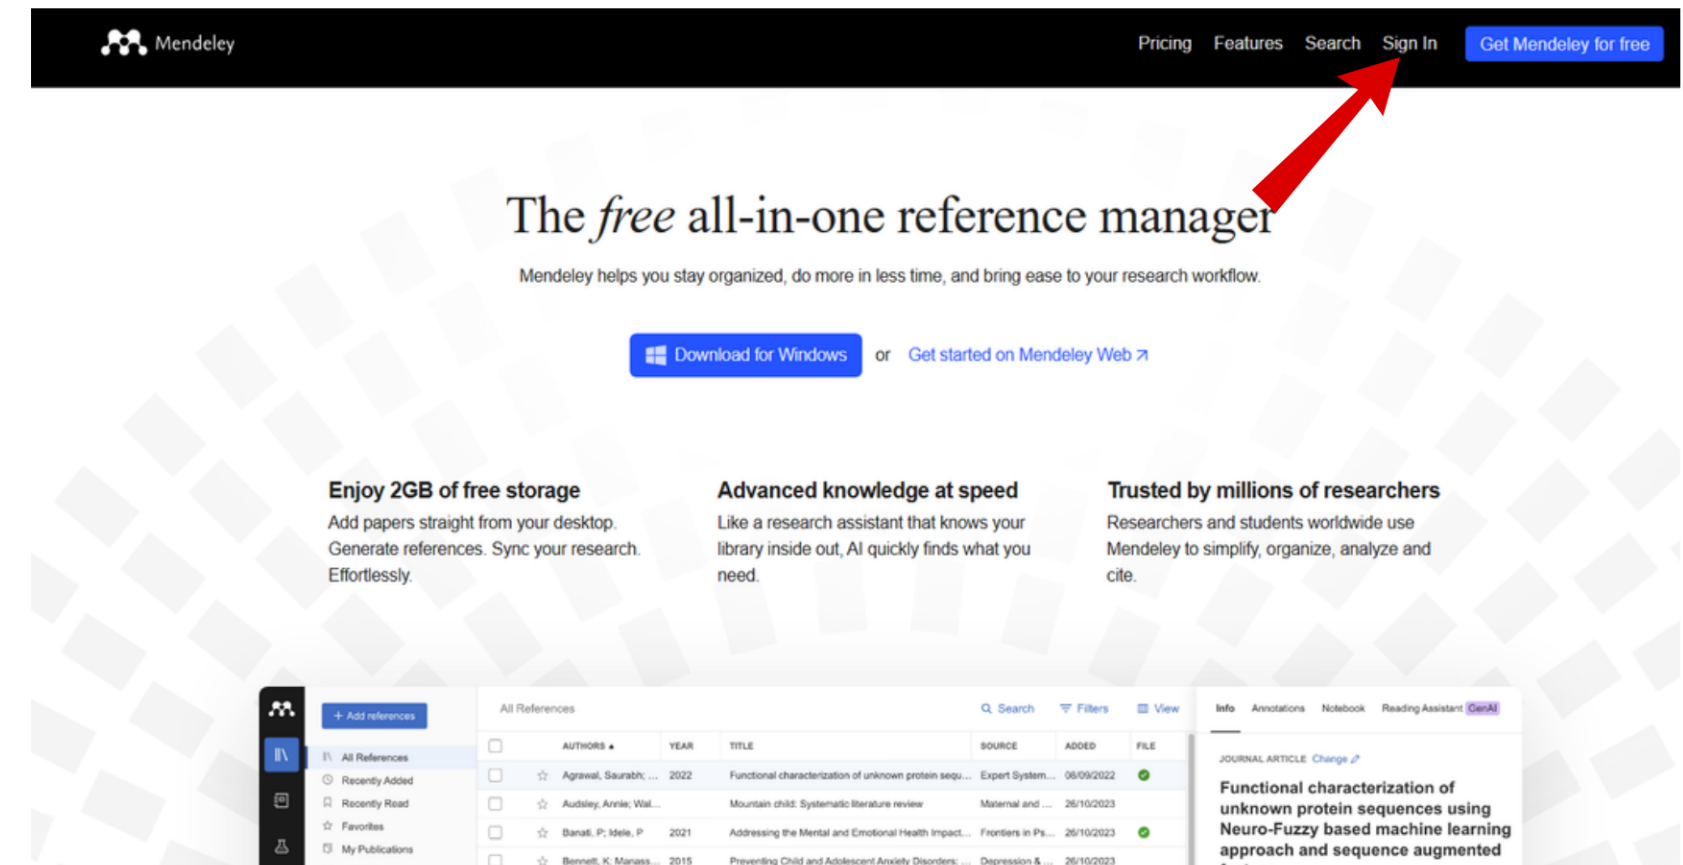 Mendeley
Pricing Features Search Sign In Get Mendeley for free
The free all-in-one reference manager
Mendeley helps you stay organized, do more in less time, and bring ease to your research workflow.
Download for Windows or Get started on Mendeley Web
Enjoy 2GB of free storage
Add papers straight from your desktop.
Generate references. Sync your research.
Effortlessly.
Advanced knowledge at speed
Like a research assistant that knows your
library inside out, AI quickly finds what you
need.
Trusted by millions of researchers
Researchers and students worldwide use
Mendeley to simplify, organize, analyze and
cite.
+ Add references
All References
Recently Added
Recently Read
Favorites
My Publications
All References Search Filters View
AUTHORS YEAR TITLE SOURCE ADDED FILE
Agrawal, Saurabh; ... 2022 Functional characterization of unknown protein sequ... Expert System... 08/09/2022
Audsley, Annie; Wal... Mountain child: Systematic literature review Maternal and ... 26/10/2023
Banati, P; Idele, P 2021 Addressing the Mental and Emotional Health Impact... Frontiers in Ps... 26/10/2023
Bennett, K; Manass... 2015 Preventing Child and Adolescent Anxiety Disorders: ... Depression & ... 26/10/2023
Info Annotations Notebook Reading Assistant GenAI
JOURNAL ARTICLE Change
Functional characterization of
unknown protein sequences using
Neuro-Fuzzy based machine learning
approach and sequence augmented